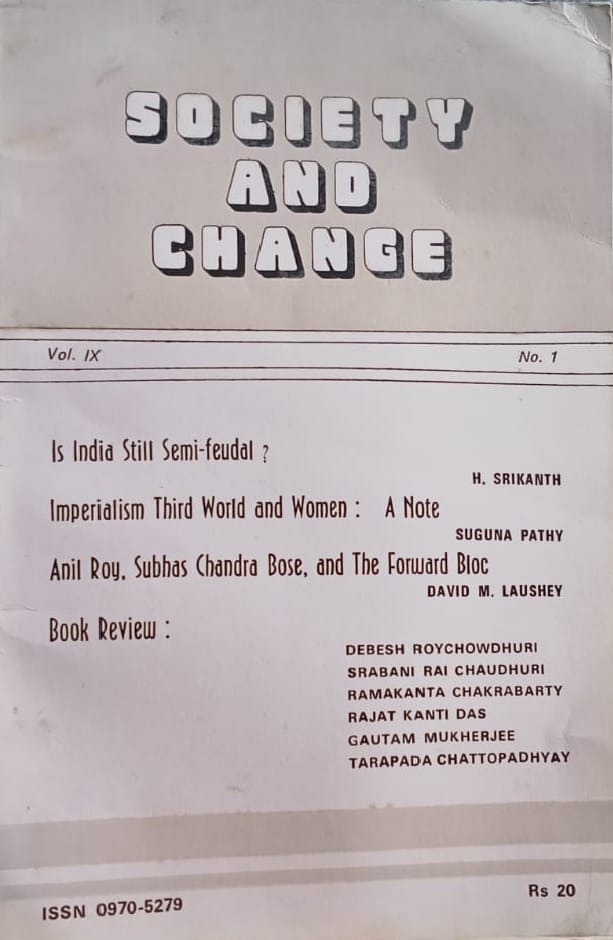 SOCIETY
AND
CHANGE
Vol. IX No. 1
Is India Still Semi-feudal ?
H. SRIKANTH
Imperialism Third World and Women : A Note
SUGUNA PATHY
Anil Roy, Subhas Chandra Bose, and The Forward Bloc
DAVID M. LAUSHEY
Book Review :
DEBESH ROYCHOWDHURI
SRABANI RAI CHAUDHURI
RAMAKANTA CHAKRABARTY
RAJAT KANTI DAS
GAUTAM MUKHERJEE
TARAPADA CHATTOPADHYAY
ISSN 0970-5279 Rs 20